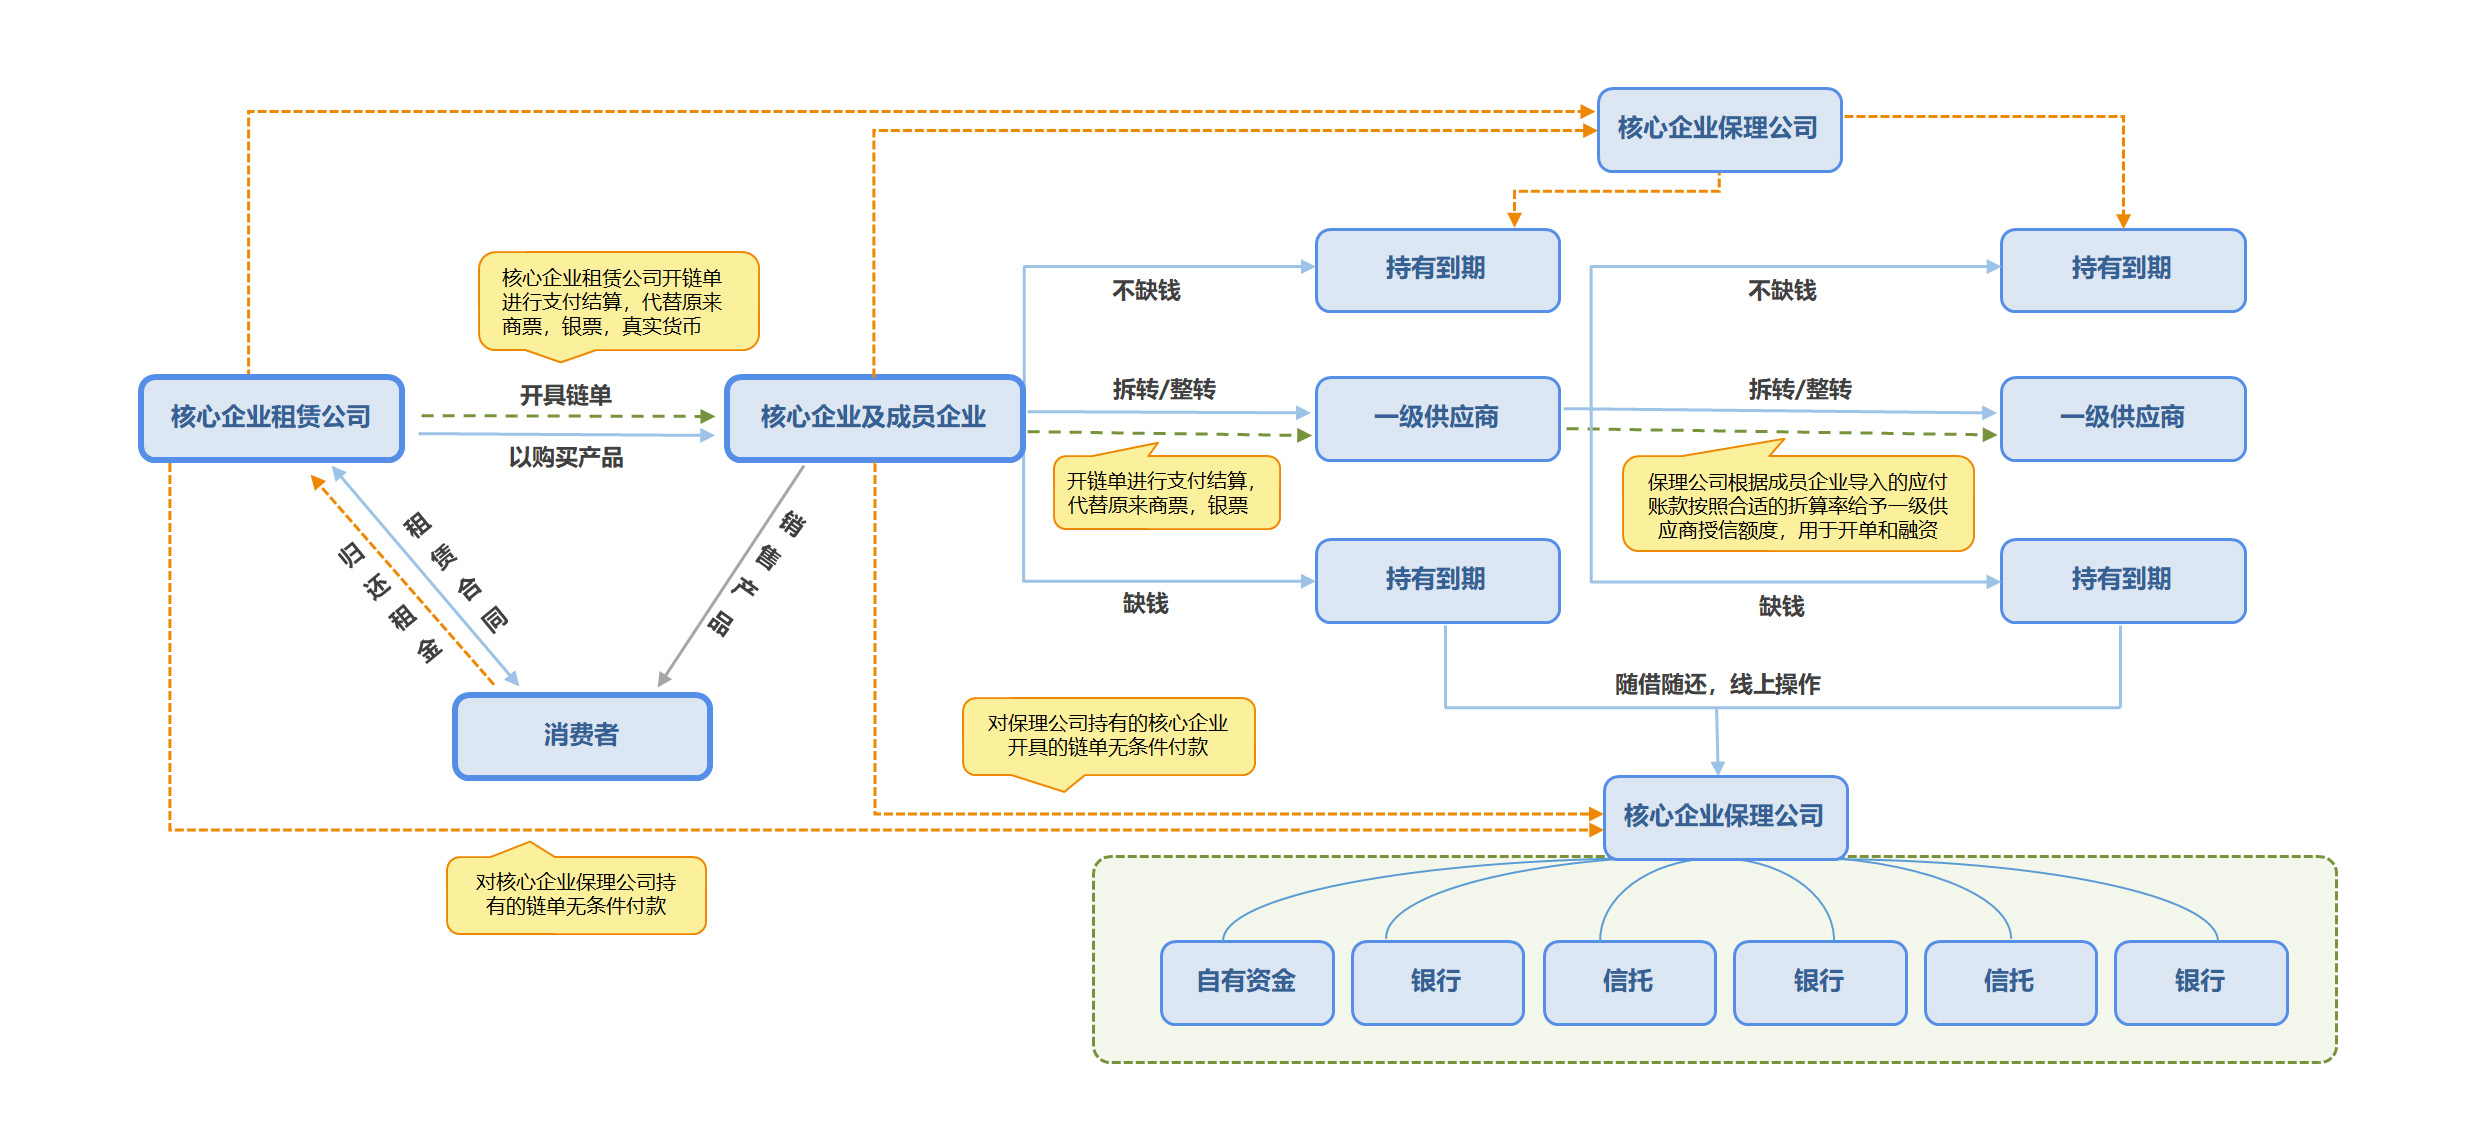 核心企业保理公司
核心企业租赁公司开链单
进行支付结算，代替原来
商票，银票，真实货币
持有到期
持有到期
不缺钱
不缺钱
核心企业租赁公司
开具链单
以购买产品
核心企业及成员企业
拆转/整转
一级供应商
拆转/整转
一级供应商
开链单进行支付结算，
代替原来商票，银票
保理公司根据成员企业导入的应付
账款按照合适的折算率给予一级供
应商授信额度，用于开单和融资
租赁合同
归还租金
销售产品
持有到期
持有到期
缺钱
缺钱
随借随还，线上操作
消费者
对保理公司持有的核心企业
开具的链单无条件付款
核心企业保理公司
对核心企业保理公司持
有的链单无条件付款
自有资金
银行
信托
银行
信托
银行